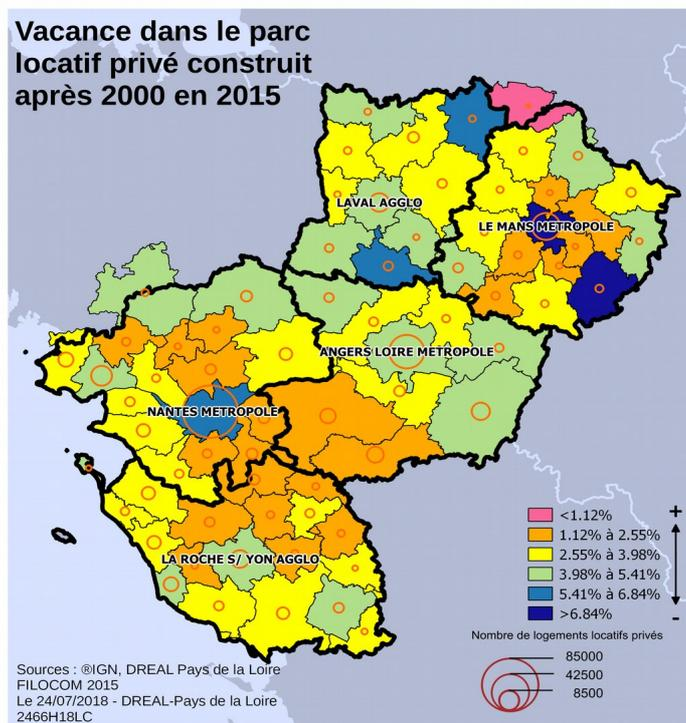 Vacance dans le parc
locatif privé construit
après 2000 en 2015
LAVAL AGGLO
LE MANS METROPOLE
ANGERS LOIRE METROPOLE
NANTES METROPOLE
LA ROCHE S/ YON AGGLO
+
<1.12%
1.12% à 2.55%
2.55% à 3.98%
3.98% à 5.41%
5.41% à 6.84%
>6.84%
-
Nombre de logements locatifs privés
85000
42500
8500
Sources : ®IGN, DREAL Pays de la Loire
FILOCOM 2015
Le 24/07/2018 - DREAL-Pays de la Loire
2466H18LC